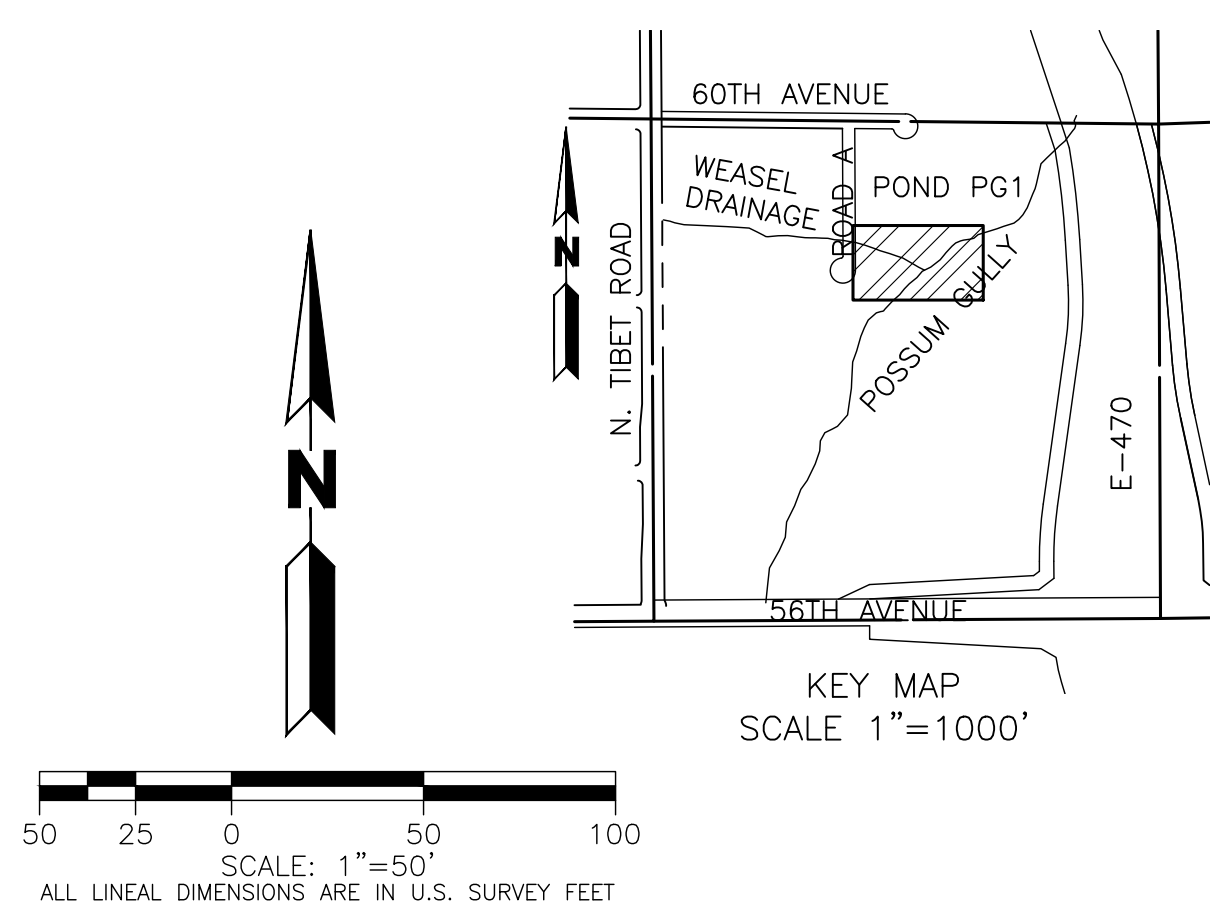 60TH AVENUE
WEASEL
DRAINAGE
ROAD A
POND PG1
N
N. TIBET ROAD
POSSUM GULLY
E-470
N
56TH AVENUE
KEY MAP
SCALE 1"=1000'
50 25 0 50 100
SCALE: 1"=50'
ALL LINEAL DIMENSIONS ARE IN U.S. SURVEY FEET